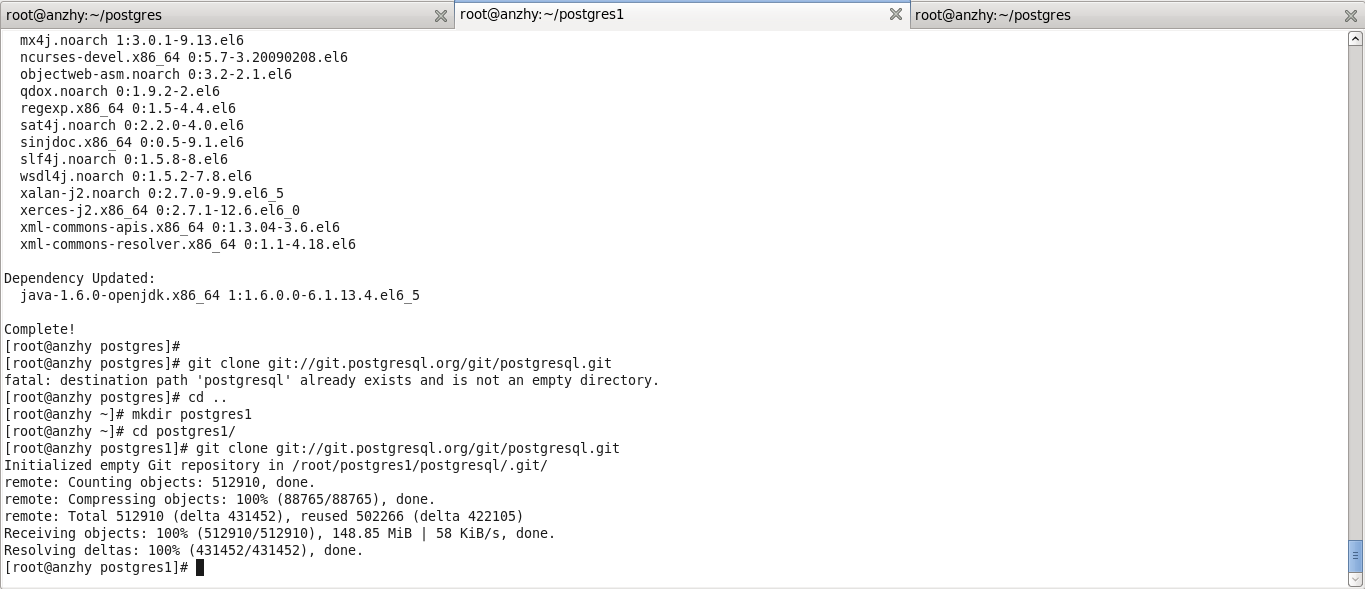 root@anzhy:~/postgres
root@anzhy:~/postgres1
root@anzhy:~/postgres
mx4j.noarch 1:3.0.1-9.13.el6
ncurses-devel.x86_64 0:5.7-3.20090208.el6
objectweb-asm.noarch 0:3.2-2.1.el6
qdox.noarch 0:1.9.2-2.el6
regexp.x86_64 0:1.5-4.4.el6
sat4j.noarch 0:2.2.0-4.0.el6
sinjdoc.x86_64 0:0.5-9.1.el6
slf4j.noarch 0:1.5.8-8.el6
wsdl4j.noarch 0:1.5.2-7.8.el6
xalan-j2.noarch 0:2.7.0-9.9.el6_5
xerces-j2.x86_64 0:2.7.1-12.6.el6_0
xml-commons-apis.x86_64 0:1.3.04-3.6.el6
xml-commons-resolver.x86_64 0:1.1-4.18.el6
Dependency Updated:
java-1.6.0-openjdk.x86_64 1:1.6.0.0-6.1.13.4.el6_5
Complete!
[root@anzhy postgres]#
[root@anzhy postgres]# git clone git://git.postgresql.org/git/postgresql.git
fatal: destination path 'postgresql' already exists and is not an empty directory.
[root@anzhy postgres]# cd ..
[root@anzhy ~]# mkdir postgres1
[root@anzhy ~]# cd postgres1/
[root@anzhy postgres1]# git clone git://git.postgresql.org/git/postgresql.git
Initialized empty Git repository in /root/postgres1/postgresql/.git/
remote: Counting objects: 512910, done.
remote: Compressing objects: 100% (88765/88765), done.
remote: Total 512910 (delta 431452), reused 502266 (delta 422105)
Receiving objects: 100% (512910/512910), 148.85 MiB | 58 KiB/s, done.
Resolving deltas: 100% (431452/431452), done.
[root@anzhy postgres1]#